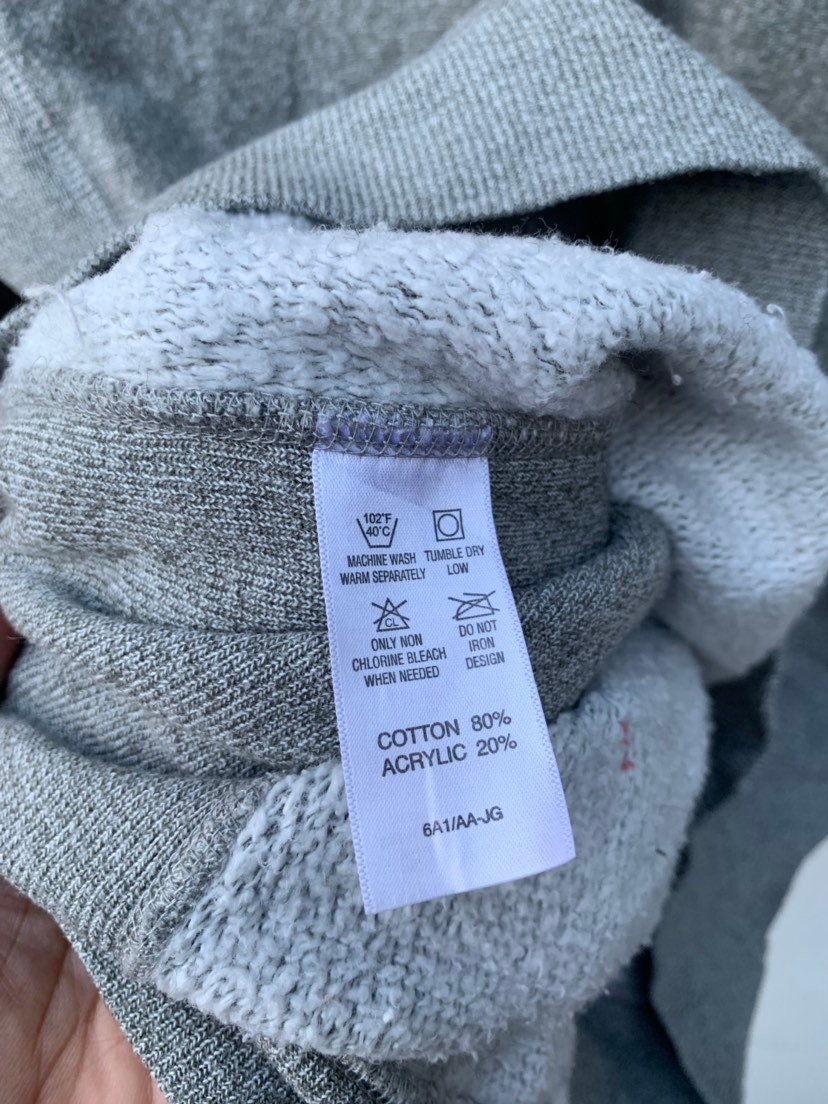 102°F
40°C
MACHINE WASH
WARM SEPARATELY
TUMBLE DRY
LOW
CL
ONLY NON
CHLORINE BLEACH
WHEN NEEDED
DO NOT
IRON
DESIGN
COTTON 80%
ACRYLIC 20%
6A1/AA-JG